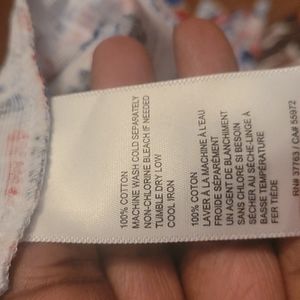 100% COTTON
MACHINE WASH COLD SEPARATELY
NON-CHLORINE BLEACH IF NEEDED
TUMBLE DRY LOW
COOL IRON
100% COTON
LAVER À LA MACHINE À L'EAU
FROIDE SÉPARÉMENT
UN AGENT DE BLANCHIMENT
SANS CHLORE SI BESOIN
SÉCHER AU SÈCHE-LINGE À
BASSE TEMPÉRATURE
FER TIÈDE
RN# 37763 / CA# 55972